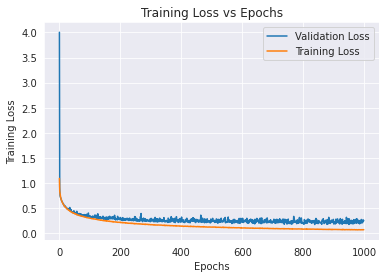 Training Loss vs Epochs
Validation Loss
Training Loss
Training Loss
4.0
3.5
3.0
2.5
2.0
1.5
1.0
0.5
0.0
0 200 400 600 800 1000
Epochs